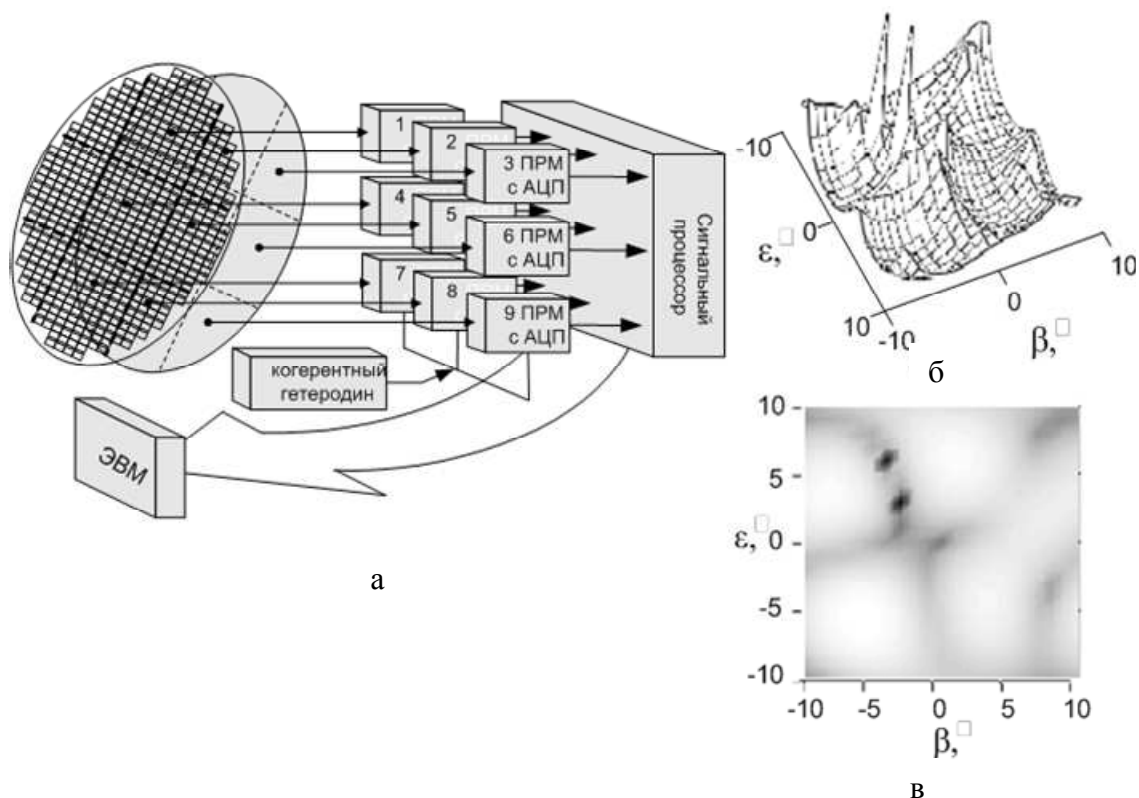 1
2
3 ПРМ
с АЦП
4
5
6 ПРМ
с АЦП
7
8
9 ПРМ
с АЦП
Сигнальный
процессор
когерентный
гетеродин
ЭВМ
а
-10
0
10
ε,
-10
0
10
β,
б
10
5
0
-5
-10
ε,
-10
-5
0
5
10
β,
в